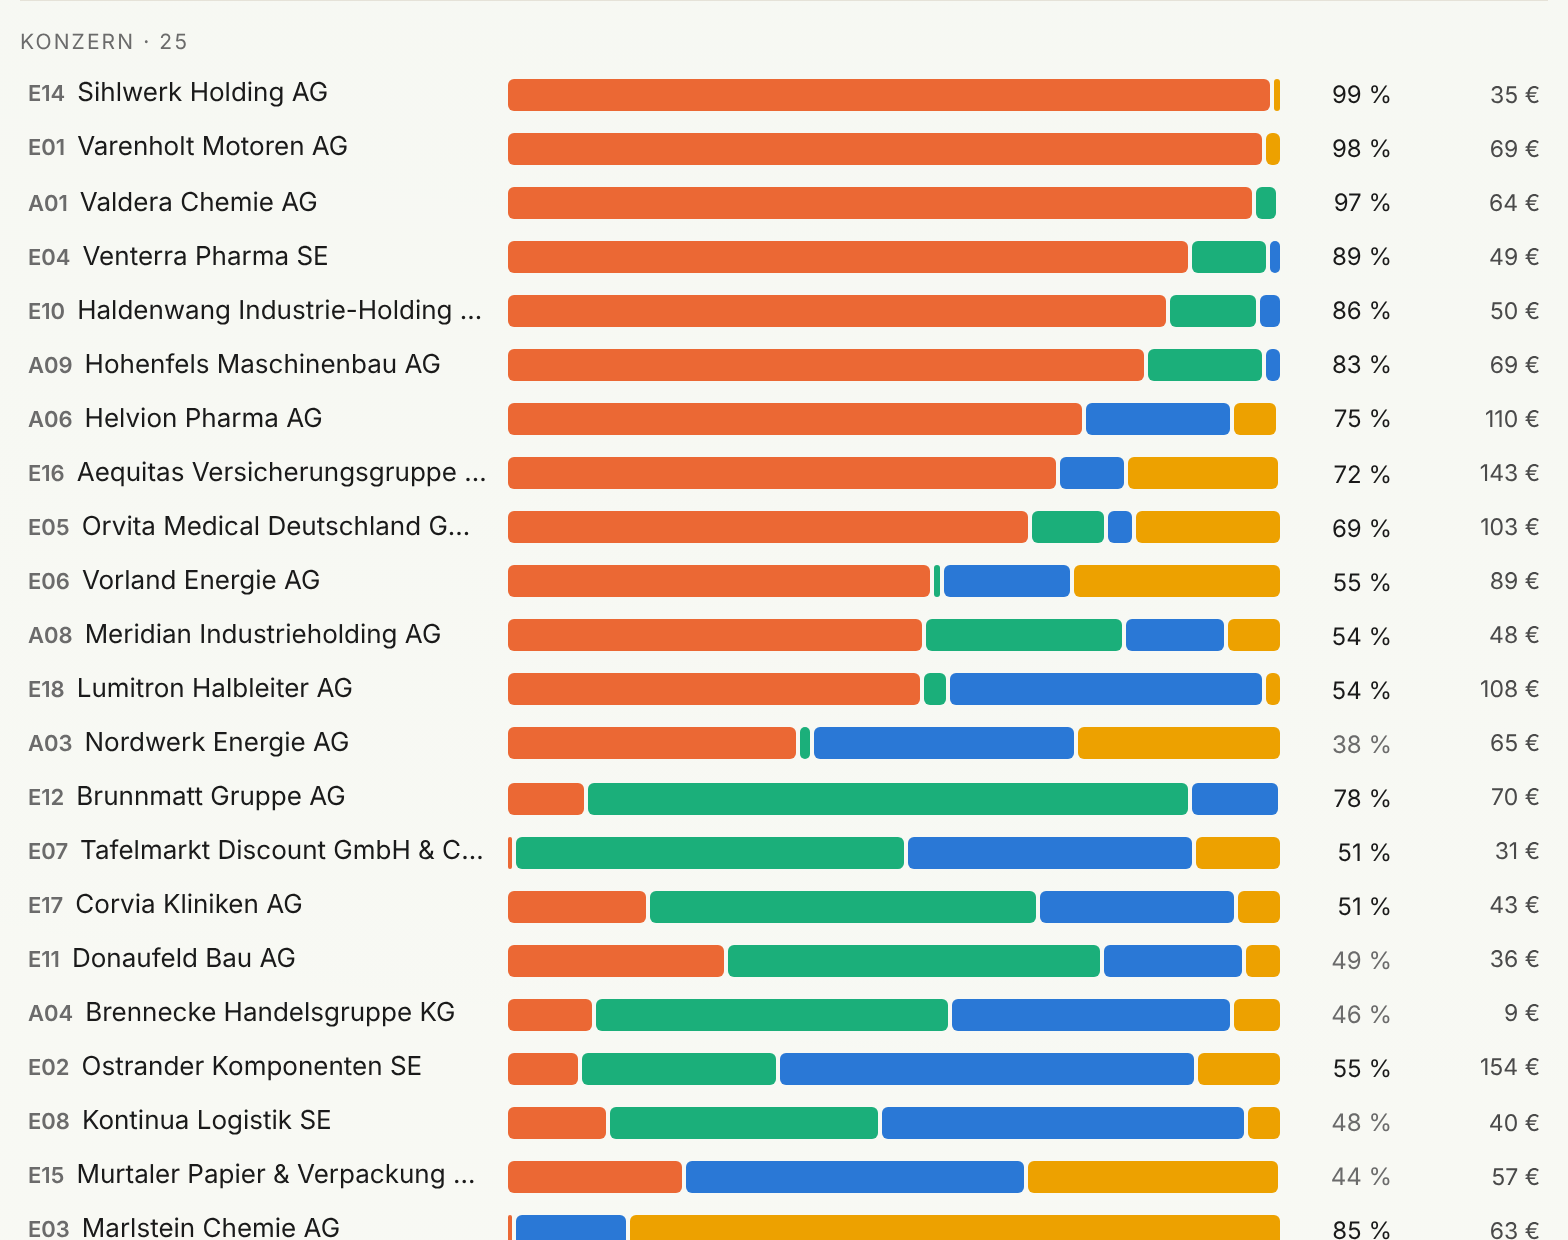 KONZERN · 25
E14 Sihlwerk Holding AG 99 % 35 €
E01 Varenholt Motoren AG 98 % 69 €
A01 Valdera Chemie AG 97 % 64 €
E04 Venterra Pharma SE 89 % 49 €
E10 Haldenwang Industrie-Holding ... 86 % 50 €
A09 Hohenfels Maschinenbau AG 83 % 69 €
A06 Helvion Pharma AG 75 % 110 €
E16 Aequitas Versicherungsgruppe ... 72 % 143 €
E05 Orvita Medical Deutschland G... 69 % 103 €
E06 Vorland Energie AG 55 % 89 €
A08 Meridian Industrieholding AG 54 % 48 €
E18 Lumitron Halbleiter AG 54 % 108 €
A03 Nordwerk Energie AG 38 % 65 €
E12 Brunnmatt Gruppe AG 78 % 70 €
E07 Tafelmarkt Discount GmbH & C... 51 % 31 €
E17 Corvia Kliniken AG 51 % 43 €
E11 Donaufeld Bau AG 49 % 36 €
A04 Brennecke Handelsgruppe KG 46 % 9 €
E02 Ostrander Komponenten SE 55 % 154 €
E08 Kontinua Logistik SE 48 % 40 €
E15 Murtaler Papier & Verpackung ... 44 % 57 €
E03 Marlstein Chemie AG 85 % 63 €